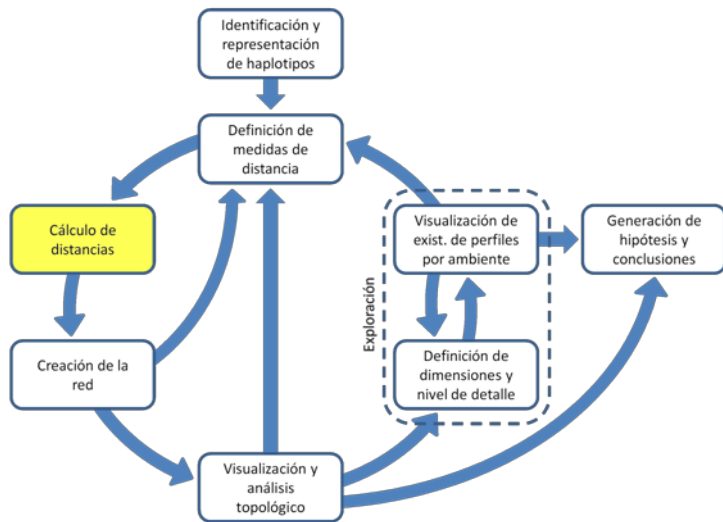 Identificación y
representación
de haplotipos
Definición de
medidas de
distancia
Cálculo de
distancias
Visualización de
exist. de perfiles
por ambiente
Generación de
hipótesis y
conclusiones
Exploración
Creación de la
red
Definición de
dimensiones y
nivel de detalle
Visualización y
análisis
topológico